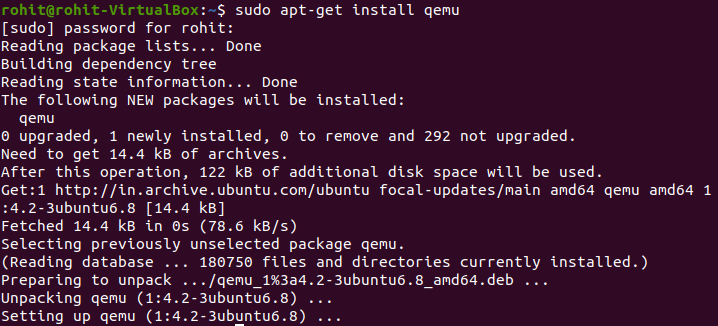 rohit@rohit-VirtualBox:~$ sudo apt-get install qemu
[sudo] password for rohit:
Reading package lists... Done
Building dependency tree
Reading state information... Done
The following NEW packages will be installed:
  qemu
0 upgraded, 1 newly installed, 0 to remove and 292 not upgraded.
Need to get 14.4 kB of archives.
After this operation, 122 kB of additional disk space will be used.
Get:1 http://in.archive.ubuntu.com/ubuntu focal-updates/main amd64 qemu amd64 1
:4.2-3ubuntu6.8 [14.4 kB]
Fetched 14.4 kB in 0s (78.6 kB/s)
Selecting previously unselected package qemu.
(Reading database ... 180750 files and directories currently installed.)
Preparing to unpack .../qemu_1%3a4.2-3ubuntu6.8_amd64.deb ...
Unpacking qemu (1:4.2-3ubuntu6.8) ...
Setting up qemu (1:4.2-3ubuntu6.8) ...